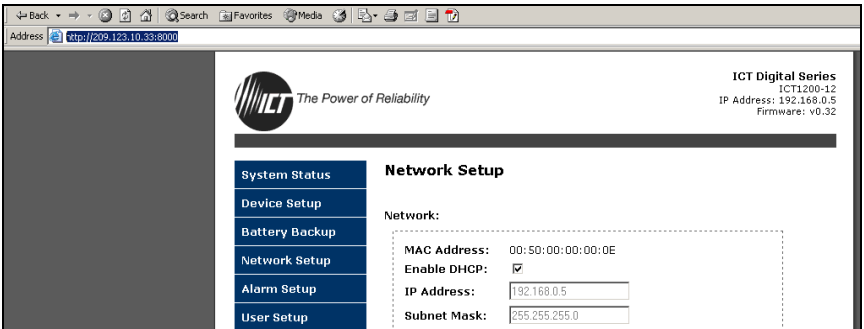 Back Search Favorites Media
Address http://209.123.10.33:8000
ICT The Power of Reliability
ICT Digital Series
ICT1200-12
IP Address: 192.168.0.5
Firmware: v0.32
System Status
Device Setup
Battery Backup
Network Setup
Alarm Setup
User Setup
Network Setup
Network:
MAC Address: 00:50:00:00:00:0E
Enable DHCP:
IP Address: 192.168.0.5
Subnet Mask: 255.255.255.0